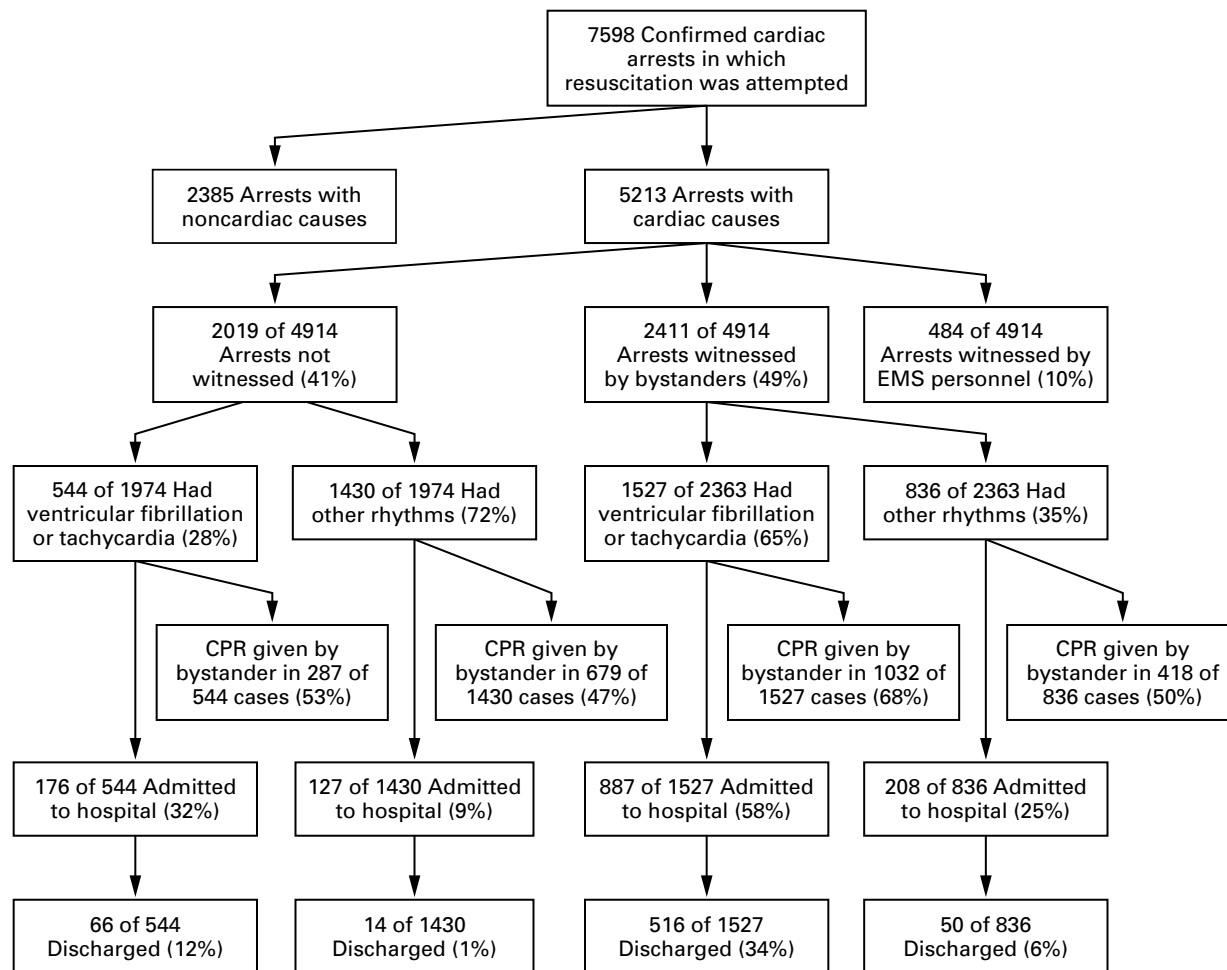 7598 Confirmed cardiac
arrests in which
resuscitation was attempted
2385 Arrests with
noncardiac causes
5213 Arrests with
cardiac causes
2019 of 4914
Arrests not
witnessed (41%)
2411 of 4914
Arrests witnessed
by bystanders (49%)
484 of 4914
Arrests witnessed by
EMS personnel (10%)
544 of 1974 Had
ventricular fibrillation
or tachycardia (28%)
1430 of 1974 Had
other rhythms (72%)
1527 of 2363 Had
ventricular fibrillation
or tachycardia (65%)
836 of 2363 Had
other rhythms (35%)
CPR given by
bystander in 287 of
544 cases (53%)
CPR given by
bystander in 679 of
1430 cases (47%)
CPR given by
bystander in 1032 of
1527 cases (68%)
CPR given by
bystander in 418 of
836 cases (50%)
176 of 544 Admitted
to hospital (32%)
127 of 1430 Admitted
to hospital (9%)
887 of 1527 Admitted
to hospital (58%)
208 of 836 Admitted
to hospital (25%)
66 of 544
Discharged (12%)
14 of 1430
Discharged (1%)
516 of 1527
Discharged (34%)
50 of 836
Discharged (6%)